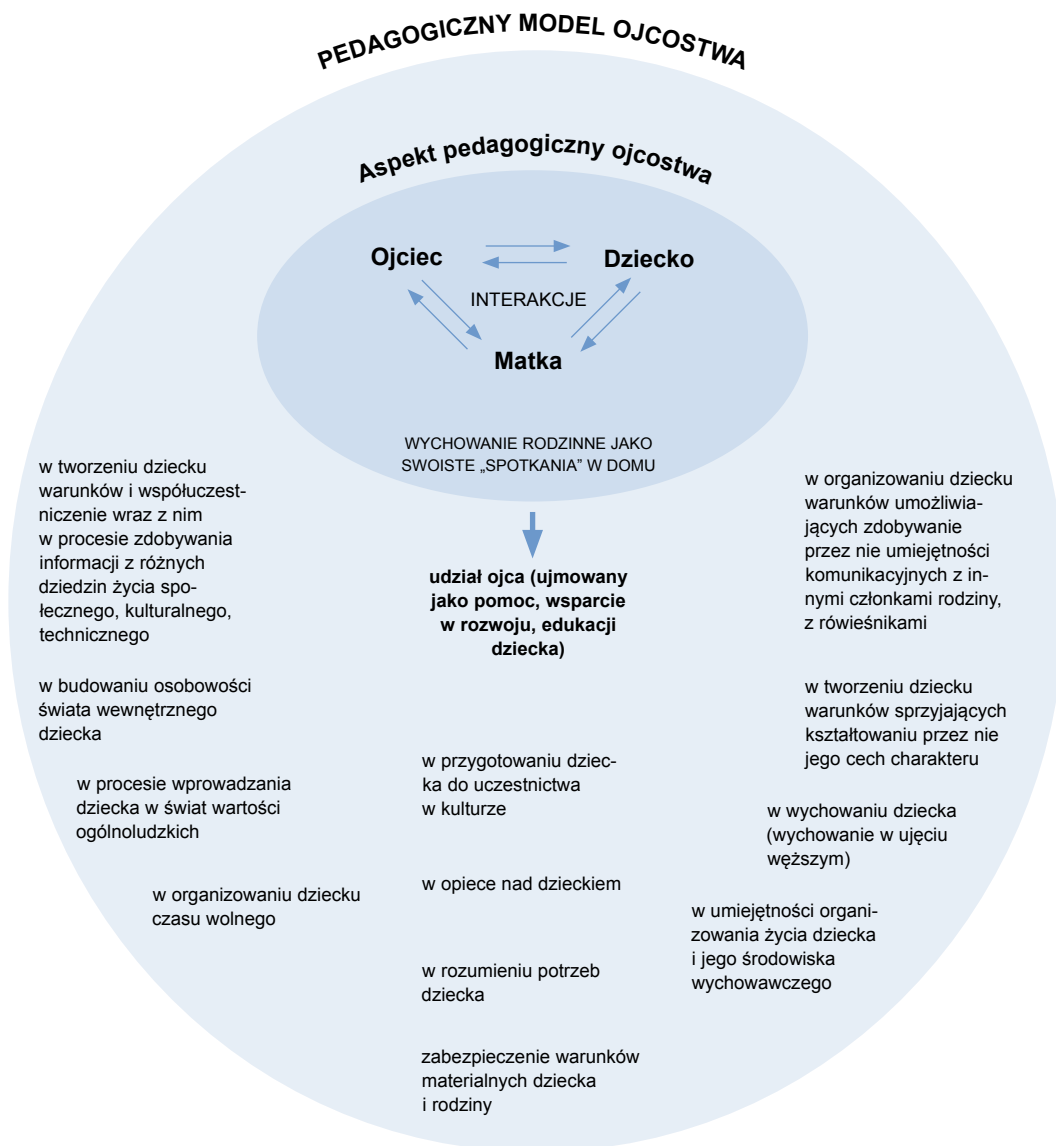 PEDAGOGICZNY MODEL OJCOSTWA
Aspekt pedagogiczny ojcostwa
Ojciec
Dziecko
INTERAKCJE
Matka
WYCHOWANIE RODZINNE JAKO
SWOISTE „SPOTKANIA” W DOMU
w tworzeniu dziecku
warunków i współuczest-
niczenie wraz z nim
w procesie zdobywania
informacji z różnych
dziedzin życia spo-
łecznego, kulturalnego,
technicznego
w budowaniu osobowości
świata wewnętrznego
dziecka
w procesie wprowadzania
dziecka w świat wartości
ogólnoludzkich
w organizowaniu dziecku
czasu wolnego
udział ojca (ujmowany
jako pomoc, wsparcie
w rozwoju, edukacji
dziecka)
w przygotowaniu dziec-
ka do uczestnictwa
w kulturze
w opiece nad dzieckiem
w rozumieniu potrzeb
dziecka
zabezpieczenie warunków
materialnych dziecka
i rodziny
w organizowaniu dziecku
warunków umożliwia-
jących zdobywanie
przez nie umiejętności
komunikacyjnych z in-
nymi członkami rodziny,
z rówieśnikami
w tworzeniu dziecku
warunków sprzyjających
kształtowaniu przez nie
jego cech charakteru
w wychowaniu dziecka
(wychowanie w ujęciu
węższym)
w umiejętności organi-
zowania życia dziecka
i jego środowiska
wychowawczego